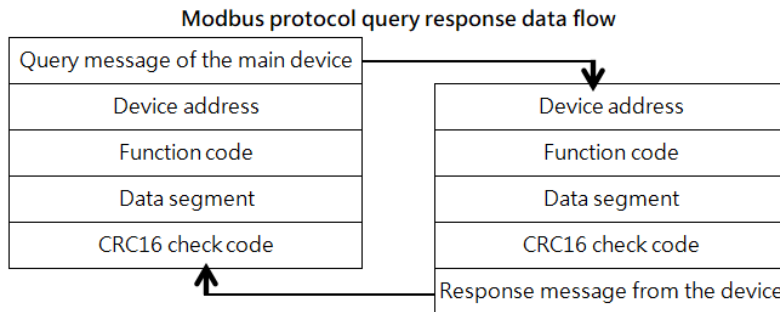 Modbus protocol query response data flow
Query message of the main device
Device address
Function code
Data segment
CRC16 check code
Device address
Function code
Data segment
CRC16 check code
Response message from the device